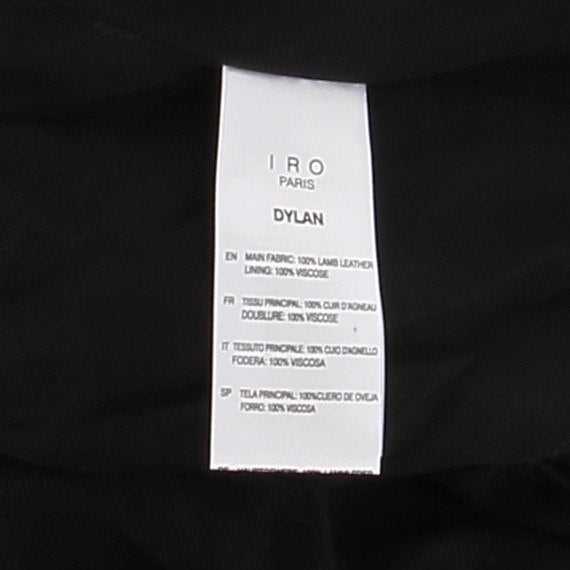 IRO
PARIS
DYLAN
EN MAIN FABRIC: 100% LAMB LEATHER
LINING: 100% VISCOSE
FR TISSU PRINCIPAL: 100% CUIR D'AGNEAU
DOUBLURE: 100% VISCOSE
IT TESSUTO PRINCIPALE: 100% CUIO D'AGNELLO
FODERA: 100% VISCOSA
SP TELA PRINCIPAL: 100%CUERO DE OVEJA
FORRO: 100% VISCOSA